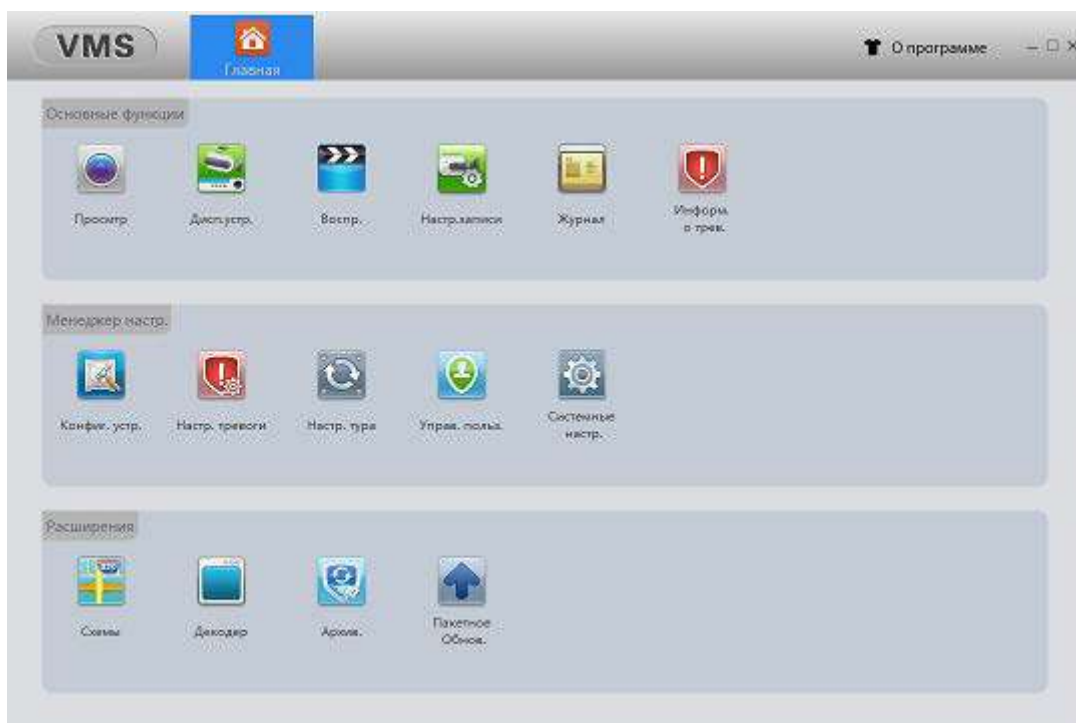 VMS
Главная
О программе
Основные функции
Просмтр
Дисп.устр.
Воспр.
Настр.записи
Журнал
Информ.
о трев.
Менеджер настр.
Конфиг. устр.
Настр. тревоги
Настр. тура
Управ. польз.
Системные
настр.
Расширения
Схемы
Декодер
Архив.
Пакетное
Обнов.